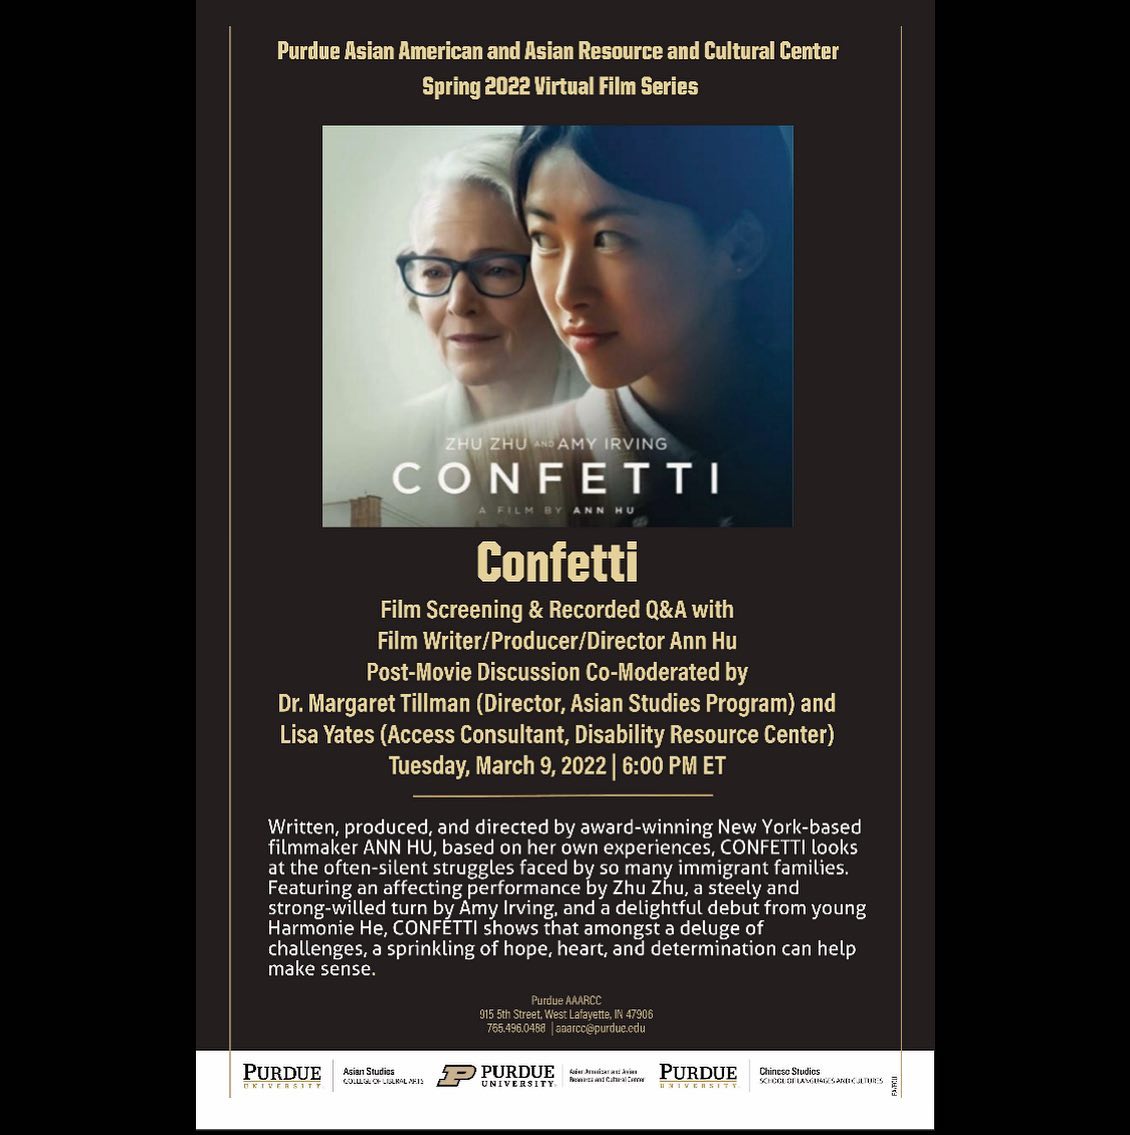 Purdue Asian American and Asian Resource and Cultural Center
Spring 2022 Virtual Film Series
ZHU ZHU AND AMY IRVING
CONFETTI
A FILM BY ANN HU
Confetti
Film Screening & Recorded Q&A with
Film Writer/Producer/Director Ann Hu
Post-Movie Discussion Co-Moderated by
Dr. Margaret Tillman (Director, Asian Studies Program) and
Lisa Yates (Access Consultant, Disability Resource Center)
Tuesday, March 9, 2022 | 6:00 PM ET
Written, produced, and directed by award-winning New York-based
filmmaker ANN HU, based on her own experiences, CONFETTI looks
at the often-silent struggles faced by so many immigrant families.
Featuring an affecting performance by Zhu Zhu, a steely and
strong-willed turn by Amy Irving, and a delightful debut from young
Harmonie He, CONFETTI shows that amongst a deluge of
challenges, a sprinkling of hope, heart, and determination can help
make sense.
Purdue AAARCC
915 5th Street, West Lafayette, IN 47906
765.496.0488 | aaarcc@purdue.edu
PURDUE
UNIVERSITY
Asian Studies
COLLEGE OF LIBERAL ARTS
P PURDUE
UNIVERSITY
Asian American and Asian
Resource and Cultural Center
PURDUE
UNIVERSITY
Chinese Studies
SCHOOL OF LANGUAGES AND CULTURES